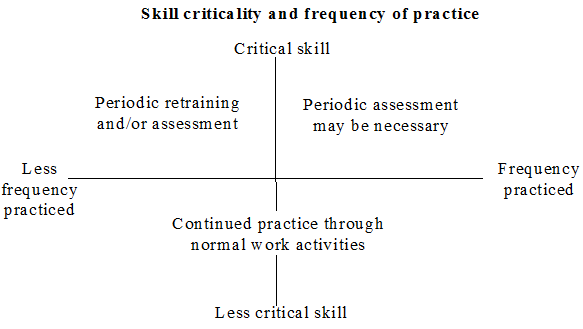 Skill criticality and frequency of practice
Critical skill
Periodic retraining
and/or assessment
Periodic assessment
may be necessary
Less
frequency
practiced
Frequency
practiced
Continued practice through
normal work activities
Less critical skill